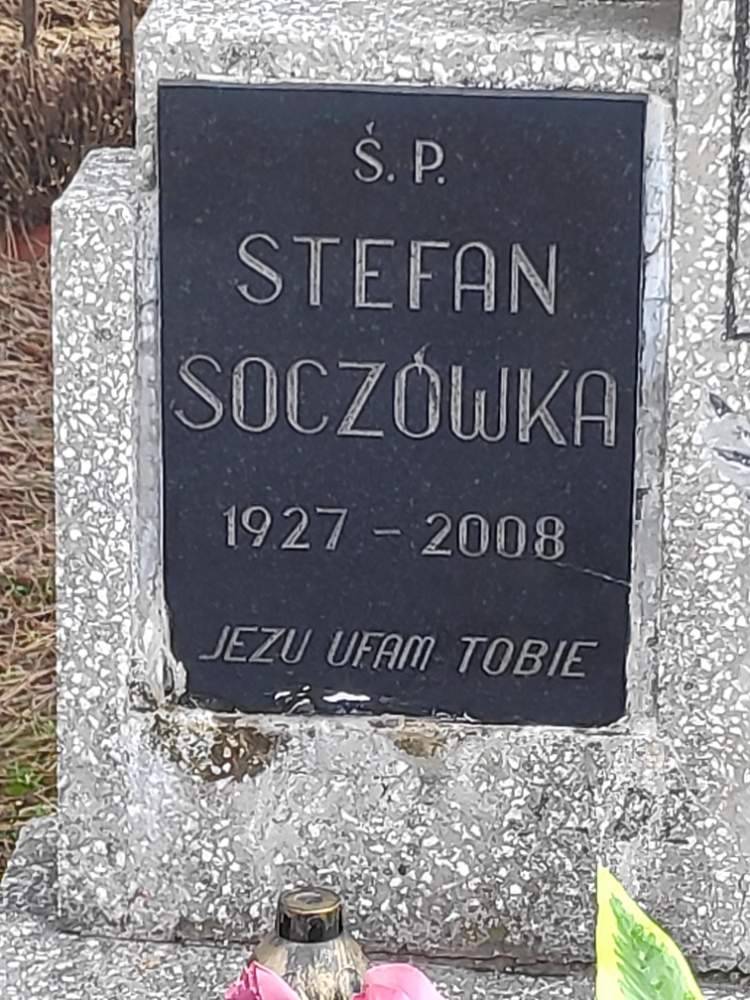 Ś. P.
STEFAN
SOCZÓWKA
1927 - 2008
JEZU UFAM TOBIE